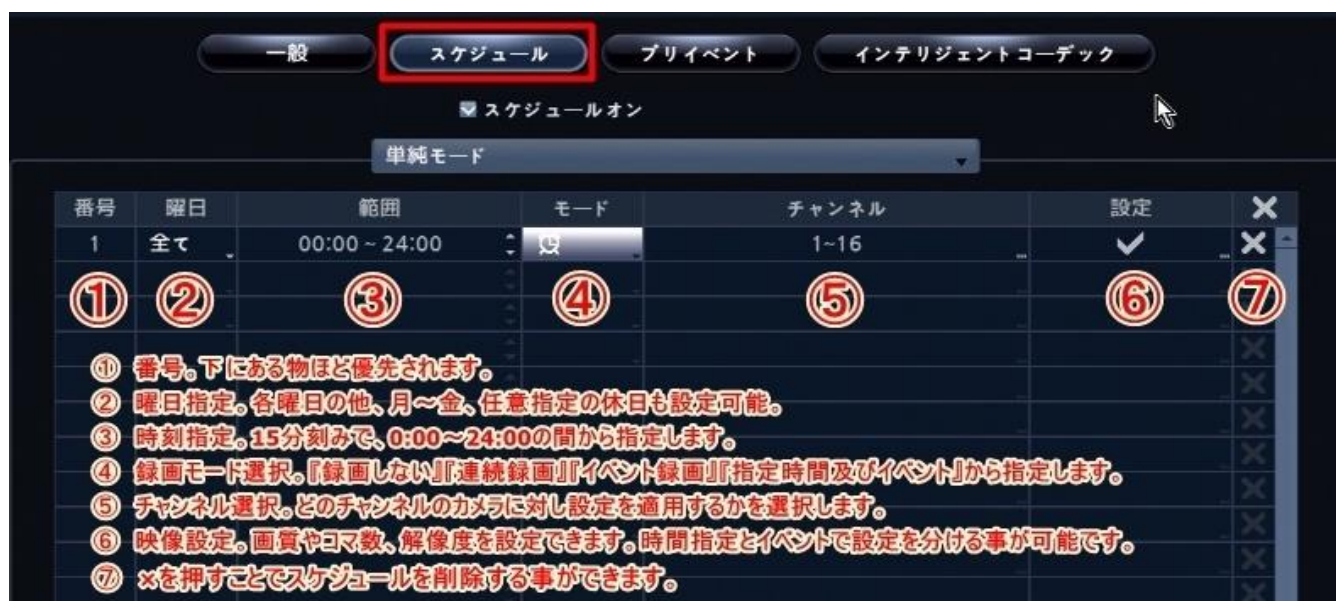 一般 スケジュール プリイベント インテリジェントコーデック
スケジュールオン
単純モード
番号 曜日 範囲 モード チャンネル 設定
1 全て 00:00 ~ 24:00 1~16
① ② ③ ④ ⑤ ⑥ ⑦
① 番号。下にある物ほど優先されます。
② 曜日指定。各曜日の他、月～金、任意指定の休日も設定可能。
③ 時刻指定。15分刻みで、0:00～24:00の間から指定します。
④ 録画モード選択。『録画しない』『連続録画』『イベント録画』『指定時間及びイベント』から指定します。
⑤ チャンネル選択。どのチャンネルのカメラに対し設定を適用するかを選択します。
⑥ 映像設定。画質やコマ数、解像度を設定できます。時間指定とイベントで設定を分ける事が可能です。
⑦ ×を押すことでスケジュールを削除する事ができます。